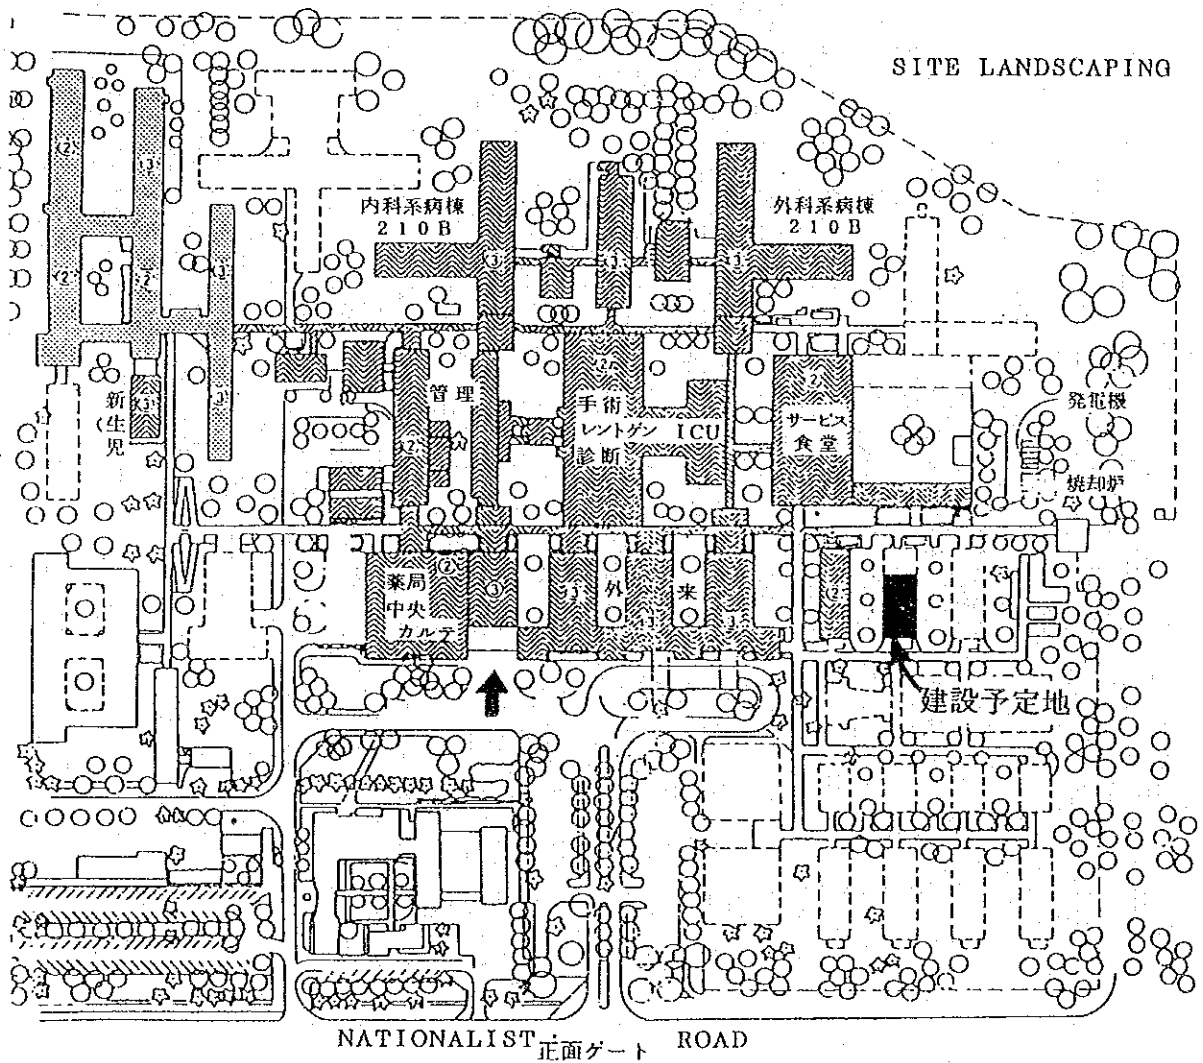 SITE LANDSCAPING
内科系病棟
210B
外科系病棟
210B
新生児
管理
手術
レントゲン ICU
診断
サービス
食堂
発電機
焼却炉
薬局
中央
カルテ
外 来
建設予定地
NATIONALIST ROAD
正面ゲート